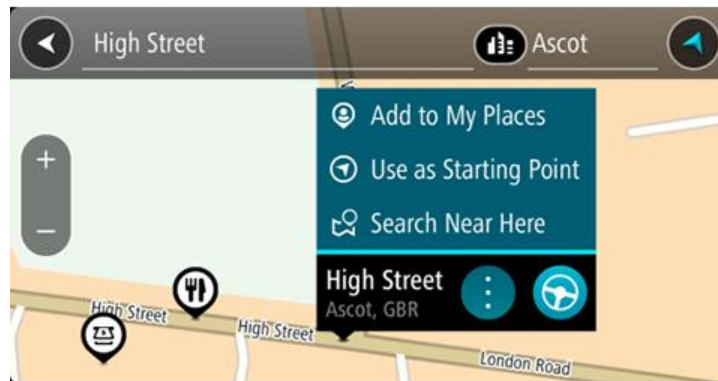 High Street
Ascot
Add to My Places
Use as Starting Point
Search Near Here
High Street
Ascot, GBR
High Street
High Street
London Road